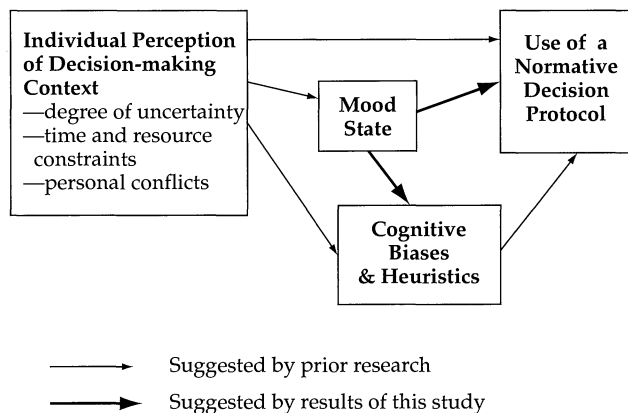 Individual Perception
of Decision-making
Context
—degree of uncertainty
—time and resource
constraints
—personal conflicts
Mood
State
Use of a
Normative
Decision
Protocol
Cognitive
Biases
& Heuristics
Suggested by prior research
Suggested by results of this study